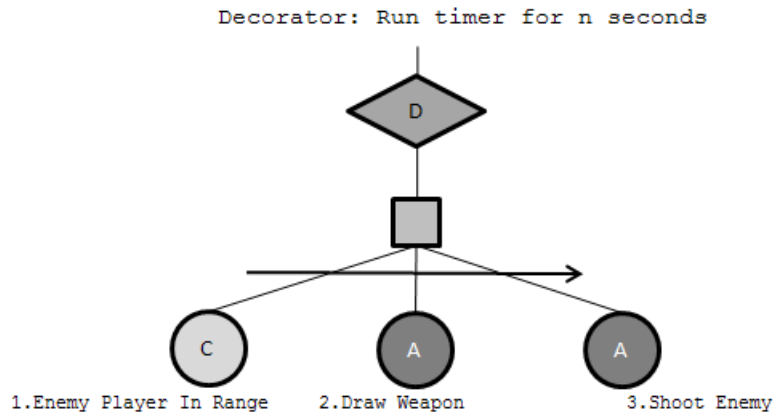 Decorator: Run timer for n seconds
D
C
A
A
1.Enemy Player In Range
2.Draw Weapon
3.Shoot Enemy